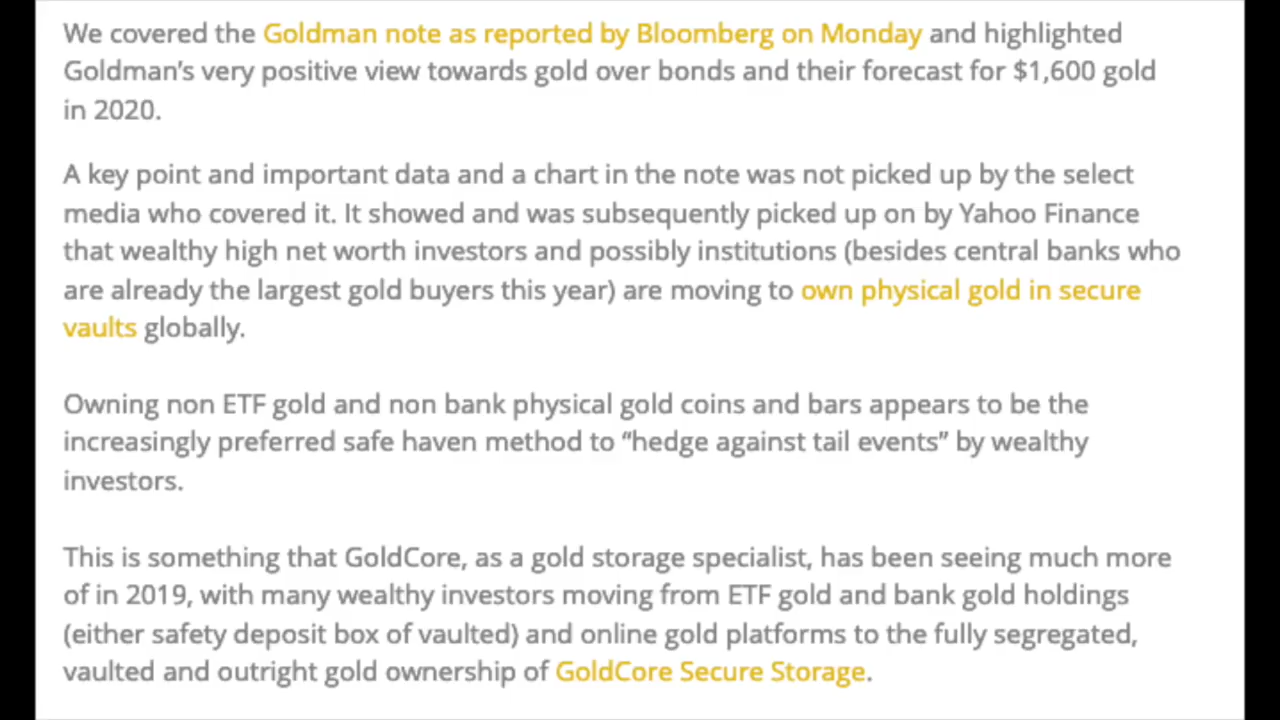 We covered the Goldman note as reported by Bloomberg on Monday and highlighted
Goldman’s very positive view towards gold over bonds and their forecast for $1,600 gold
in 2020.
A key point and important data and a chart in the note was not picked up by the select
media who covered it. It showed and was subsequently picked up on by Yahoo Finance
that wealthy high net worth investors and possibly institutions (besides central banks who
are already the largest gold buyers this year) are moving to own physical gold in secure
vaults globally.
Owning non ETF gold and non bank physical gold coins and bars appears to be the
increasingly preferred safe haven method to “hedge against tail events” by wealthy
investors.
This is something that GoldCore, as a gold storage specialist, has been seeing much more
of in 2019, with many wealthy investors moving from ETF gold and bank gold holdings
(either safety deposit box of vaulted) and online gold platforms to the fully segregated,
vaulted and outright gold ownership of GoldCore Secure Storage.